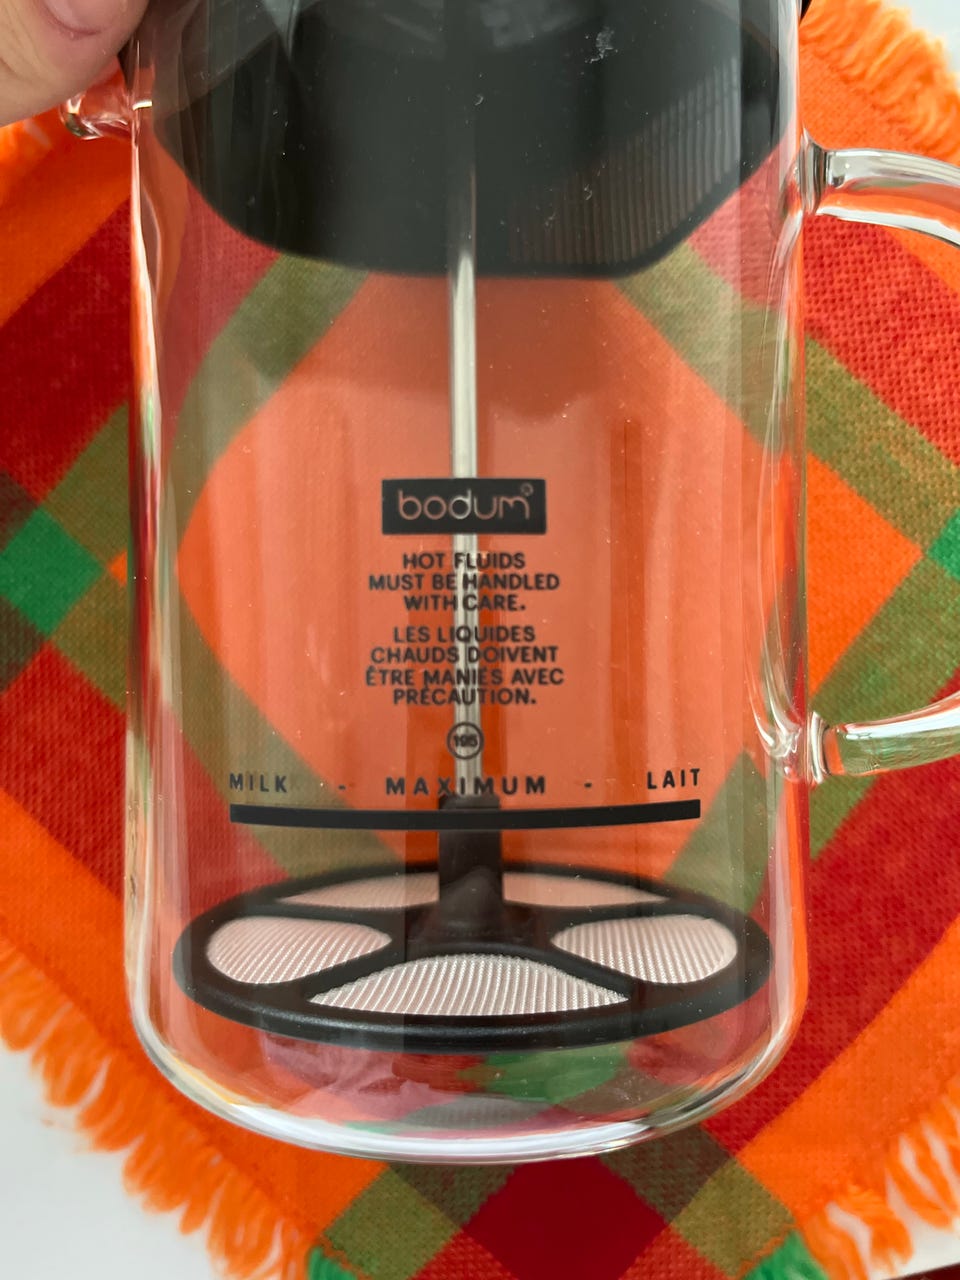 bodum®
HOT FLUIDS
MUST BE HANDLED
WITH CARE.
LES LIQUIDES
CHAUDS DOIVENT
ÊTRE MANIÉS AVEC
PRÉCAUTION.
195
MILK - MAXIMUM - LAIT